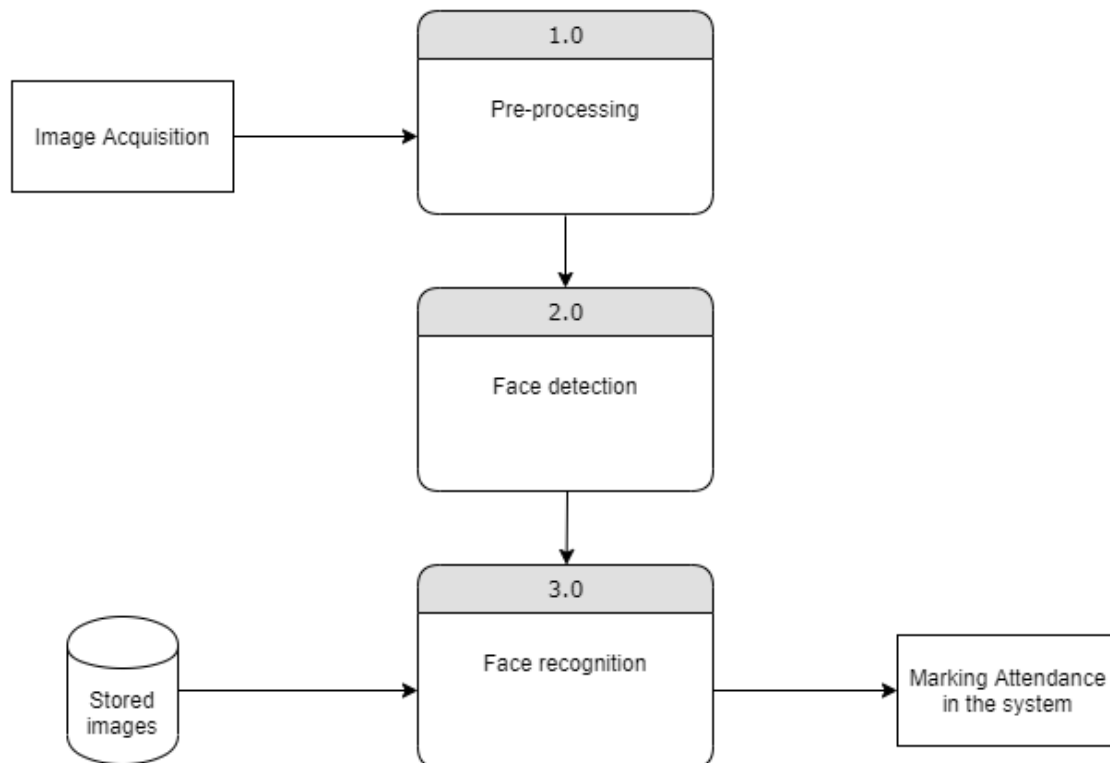 1.0
Pre-processing
Image Acquisition
2.0
Face detection
3.0
Face recognition
Stored
images
Marking Attendance
in the system